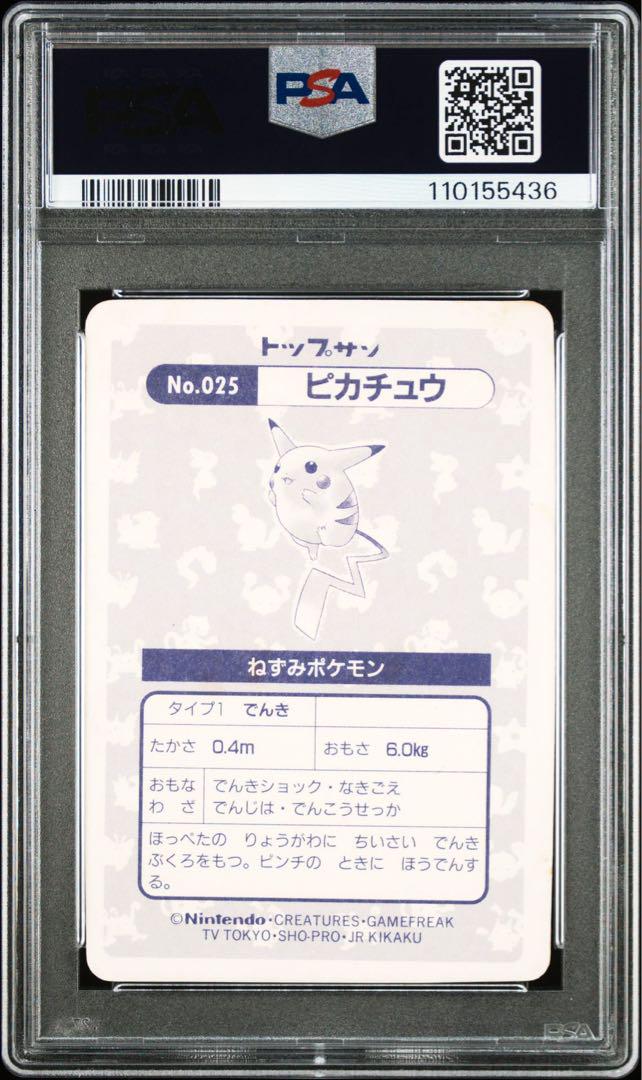 PSA
PSA
110155436
トップサン
No.025 ピカチュウ
ねずみポケモン
タイプ1 でんき
たかさ 0.4m おもさ 6.0kg
おもな でんきショック・なきごえ
わ ざ でんじは・でんこうせっか
ほっぺたの りょうがわに ちいさい でんき
ぶくろをもつ。ピンチの ときに ほうでんす
る。
©Nintendo・CREATURES・GAMEFREAK
TV TOKYO・SHO-PRO・JR KIKAKU
PSA